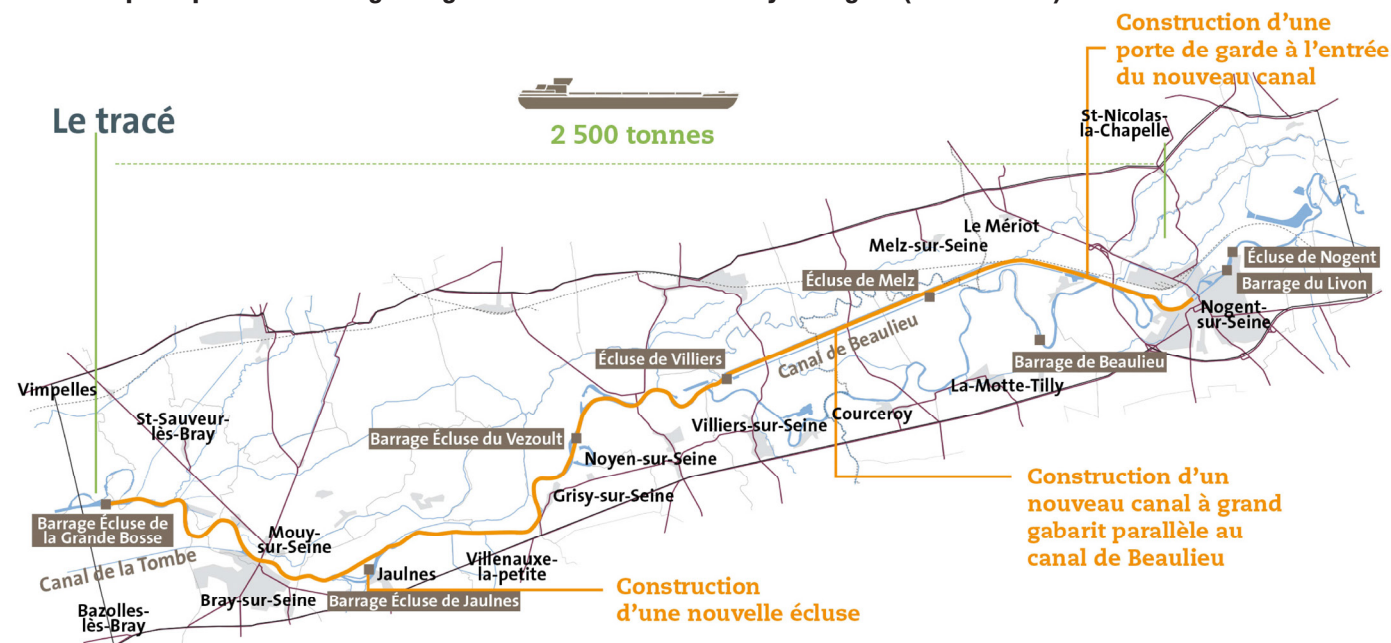 Construction d'une
porte de garde à l'entrée
du nouveau canal
Le tracé
2 500 tonnes
St-Nicolas-
la-Chapelle
Le Mériot
Melz-sur-Seine
Écluse de Nogent
Barrage du Livon
Écluse de Melz
Nogent-
sur-Seine
Canal de Beaulieu
Écluse de Villiers
Barrage de Beaulieu
La-Motte-Tilly
Vimpelles
St-Sauveur-
lès-Bray
Courceroy
Villiers-sur-Seine
Barrage Écluse du Vezoult
Noyen-sur-Seine
Grisy-sur-Seine
Construction d'un
nouveau canal à grand
gabarit parallèle au
canal de Beaulieu
Barrage Écluse de
la Grande Bosse
Mouy-
sur-Seine
Canal de la Tombe
Villenauxe-
la-petite
Jaulnes
Bray-sur-Seine
Barrage Écluse de Jaulnes
Construction
d'une nouvelle écluse
Bazolles-
lès-Bray